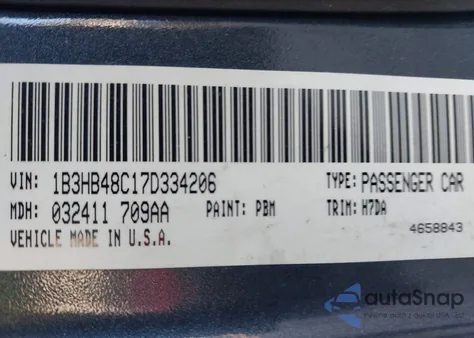 VIN: 1B3HB48C17D334206 TYPE: PASSENGER CAR
MDH: 032411 709AA PAINT: PBM TRIM: H7DA
VEHICLE MADE IN U.S.A. 4658843
autoSnap